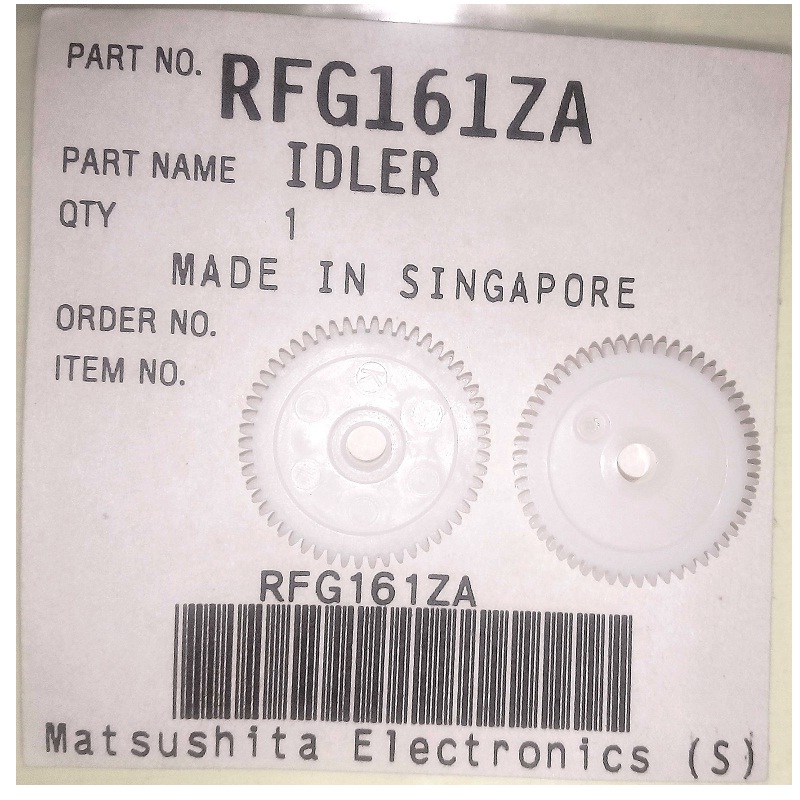 PART NO. RFG161ZA
PART NAME IDLER
QTY 1
MADE IN SINGAPORE
ORDER NO.
ITEM NO.
RFG161ZA
Matsushita Electronics (S)